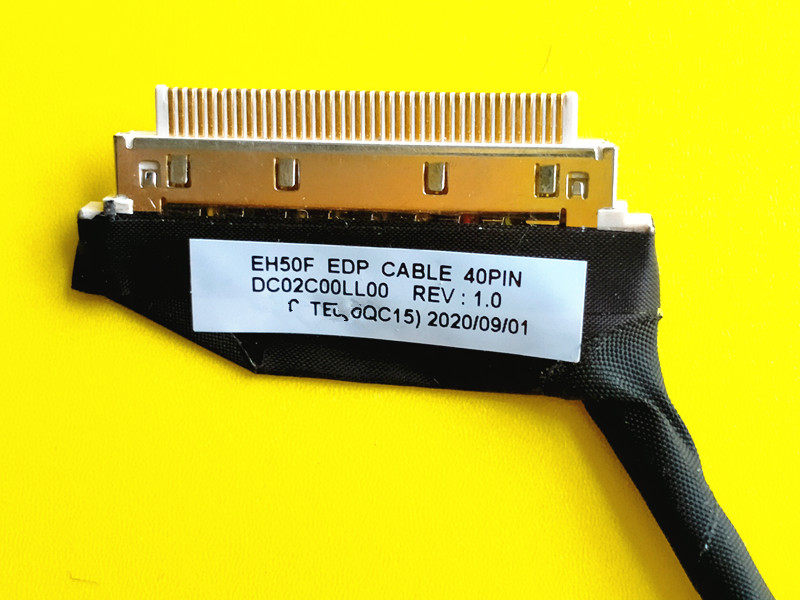 EH50F EDP CABLE 40PIN
DC02C00LL00 REV : 1.0
2020/09/01